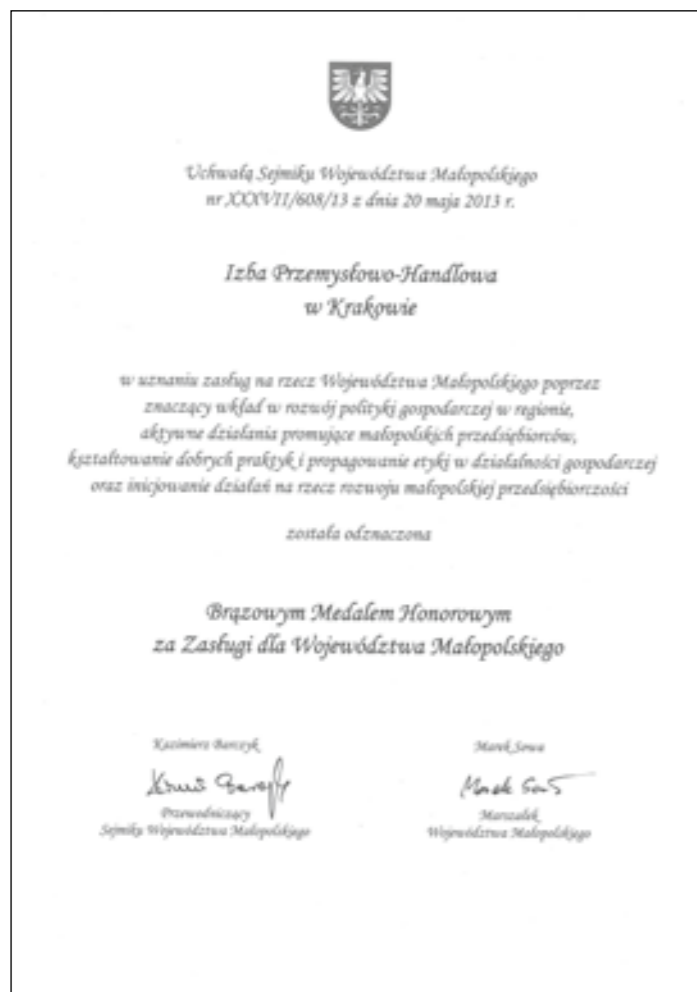 Uchwałą Sejmiku Województwa Małopolskiego
nr XXXVII/608/13 z dnia 20 maja 2013 r.
Izba Przemysłowo-Handlowa
w Krakowie
w uznaniu zasług na rzecz Województwa Małopolskiego poprzez
znaczący wkład w rozwój polityki gospodarczej w regionie,
aktywne działania promujące małopolskich przedsiębiorców,
kształtowanie dobrych praktyk i propagowanie etyki w działalności gospodarczej
oraz inicjowanie działań na rzecz rozwoju małopolskiej przedsiębiorczości
została odznaczona
Brązowym Medalem Honorowym
za Zasługi dla Województwa Małopolskiego
Kazimierz Barczyk
Przewodniczący
Sejmiku Województwa Małopolskiego
Marek Sowa
Marek Sowa
Marszałek
Województwa Małopolskiego